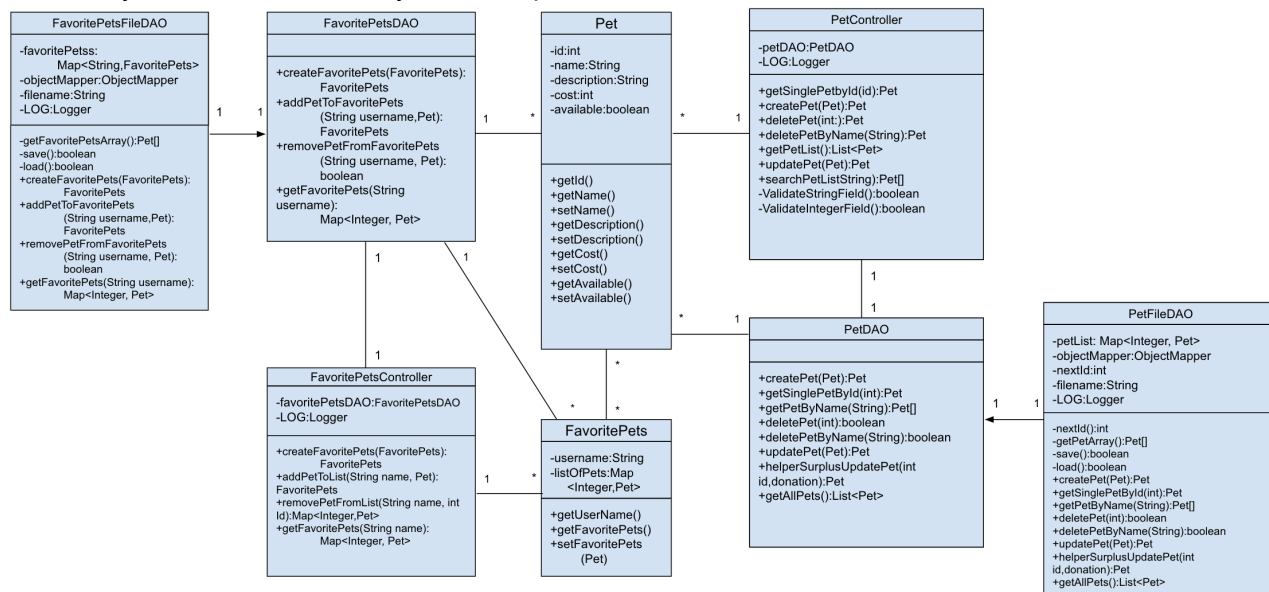 FavoritePetsFileDAO
-favoritePetss:
Map<String,FavoritePets>
-objectMapper:ObjectMapper
-filename:String
-LOG:Logger
-getFavoritePetsArray():Pet[]
-save():boolean
-load():boolean
+createFavoritePets(FavoritePets):
FavoritePets
+addPetToFavoritePets
(String username,Pet):
FavoritePets
+removePetFromFavoritePets
(String username, Pet):
boolean
+getFavoritePets(String username):
Map<Integer, Pet>
1
1
FavoritePetsDAO
+createFavoritePets(FavoritePets):
FavoritePets
+addPetToFavoritePets
(String username,Pet):
FavoritePets
+removePetFromFavoritePets
(String username, Pet):
boolean
+getFavoritePets(String
username):
Map<Integer, Pet>
1
*
1
1
1
*
Pet
-id:int
-name:String
-description:String
-cost:int
-available:boolean
+getId()
+getName()
+setName()
+getDescription()
+setDescription()
+getCost()
+setCost()
+getAvailable()
+setAvailable()
*
1
*
1
*
*
PetController
-petDAO:PetDAO
-LOG:Logger
+getSinglePetbyId(id):Pet
+createPet(Pet):Pet
+deletePet(int:):Pet
+deletePetByName(String):Pet
+getPetList():List<Pet>
+updatePet(Pet):Pet
+searchPetListString):Pet[]
-ValidateStringField():boolean
-ValidateIntegerField():boolean
1
1
FavoritePetsController
-favoritePetsDAO:FavoritePetsDAO
-LOG:Logger
+createFavoritePets(FavoritePets):
FavoritePets
+addPetToList(String name, Pet):
FavoritePets
+removePetFromList(String name, int
Id):Map<Integer,Pet>
+getFavoritePets(String name):
Map<Integer, Pet>
1
*
FavoritePets
-username:String
-listOfPets:Map
<Integer,Pet>
+getUserName()
+getFavoritePets()
+setFavoritePets
(Pet)
PetDAO
+createPet(Pet):Pet
+getSinglePetById(int):Pet
+getPetByName(String):Pet[]
+deletePet(int):boolean
+deletePetByName(String):boolean
+updatePet(Pet):Pet
+helperSurplusUpdatePet(int
id,donation):Pet
+getAllPets():List<Pet>
1
1
PetFileDAO
-petList: Map<Integer, Pet>
-objectMapper:ObjectMapper
-nextId:int
-filename:String
-LOG:Logger
-nextId():int
-getPetArray():Pet[]
-save():boolean
-load():boolean
+createPet(Pet):Pet
+getSinglePetById(int):Pet
+getPetByName(String):Pet[]
+deletePet(int):boolean
+deletePetByName(String):boolean
+updatePet(Pet):Pet
+helperSurplusUpdatePet(int
id,donation):Pet
+getAllPets():List<Pet>